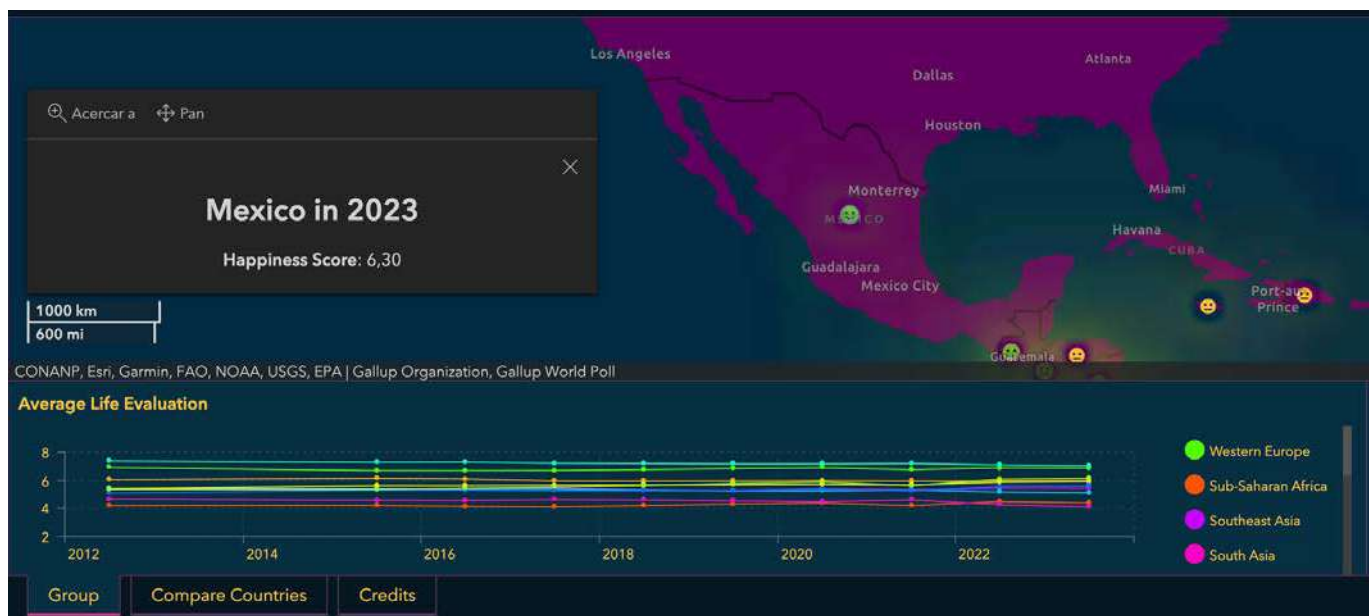 Los Angeles
Dallas
Atlanta
Acercar a
Pan
Houston
Mexico in 2023
Monterrey
Miami
MEXICO
Havana
CUBA
Happiness Score: 6,30
Guadalajara
Mexico City
Port-au
Prince
1000 km
600 mi
Guatemala
CONANP, Esri, Garmin, FAO, NOAA, USGS, EPA | Gallup Organization, Gallup World Poll
Average Life Evaluation
8
6
4
2
2012
2014
2016
2018
2020
2022
Western Europe
Sub-Saharan Africa
Southeast Asia
South Asia
Group
Compare Countries
Credits